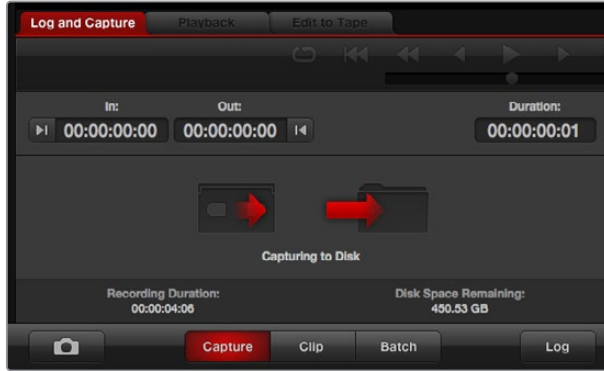 Log and Capture Playback Edit to Tape
In: Out: Duration:
00:00:00:00 00:00:00:00 00:00:00:01
Capturing to Disk
Recording Duration: Disk Space Remaining:
00:00:04:06 450.53 GB
Capture Clip Batch Log